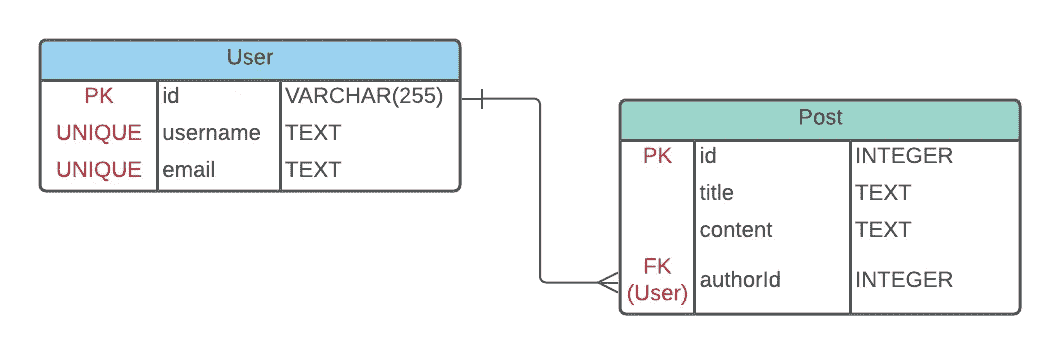 User
PK id VARCHAR(255)
UNIQUE username TEXT
UNIQUE email TEXT
Post
PK id INTEGER
title TEXT
content TEXT
FK
(User) authorId INTEGER